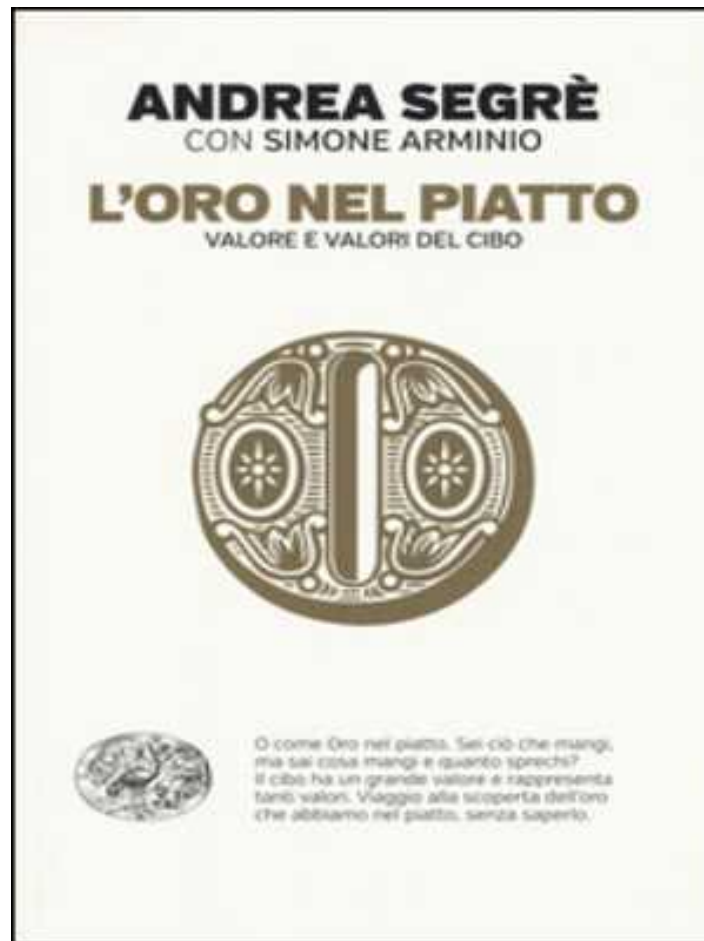 ANDREA SEGRÈ
CON SIMONE ARMINIO
L'ORO NEL PIATTO
VALORE E VALORI DEL CIBO
O come Oro nel piatto. Sei ciò che mangi,
ma sai cosa mangi e quanto sprechi?
Il cibo ha un grande valore e rappresenta
tanti valori. Viaggio alla scoperta dell'oro
che abbiamo nel piatto, senza saperlo.